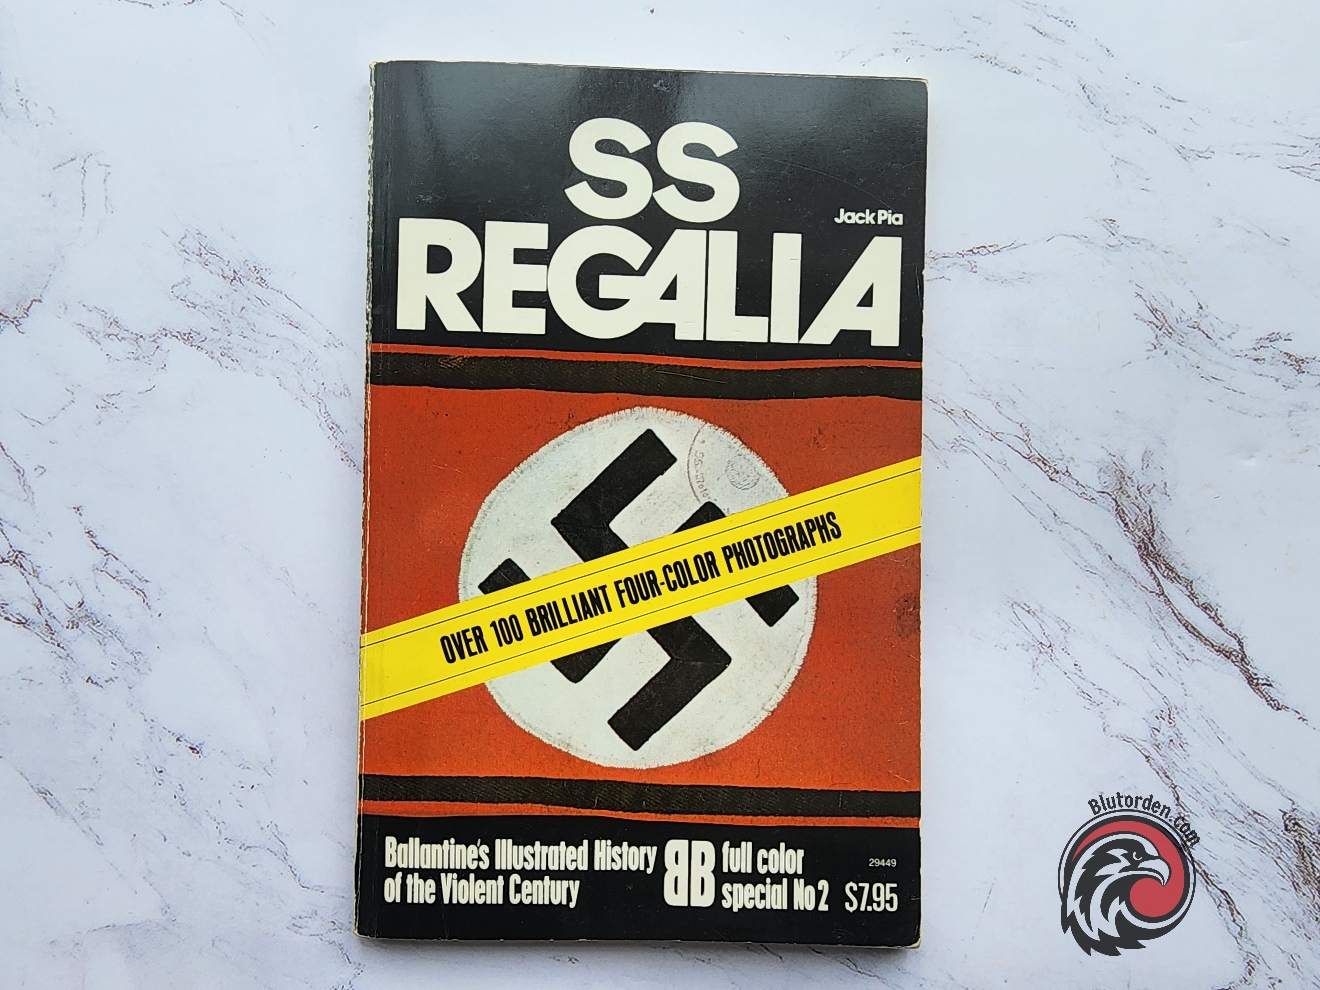 SS
Jack Pia
REGALIA
OVER 100 BRILLIANT FOUR-COLOR PHOTOGRAPHS
Ballantine's Illustrated History
of the Violent Century
BB
full color
special No 2
29449
$7.95
Blutorden.com